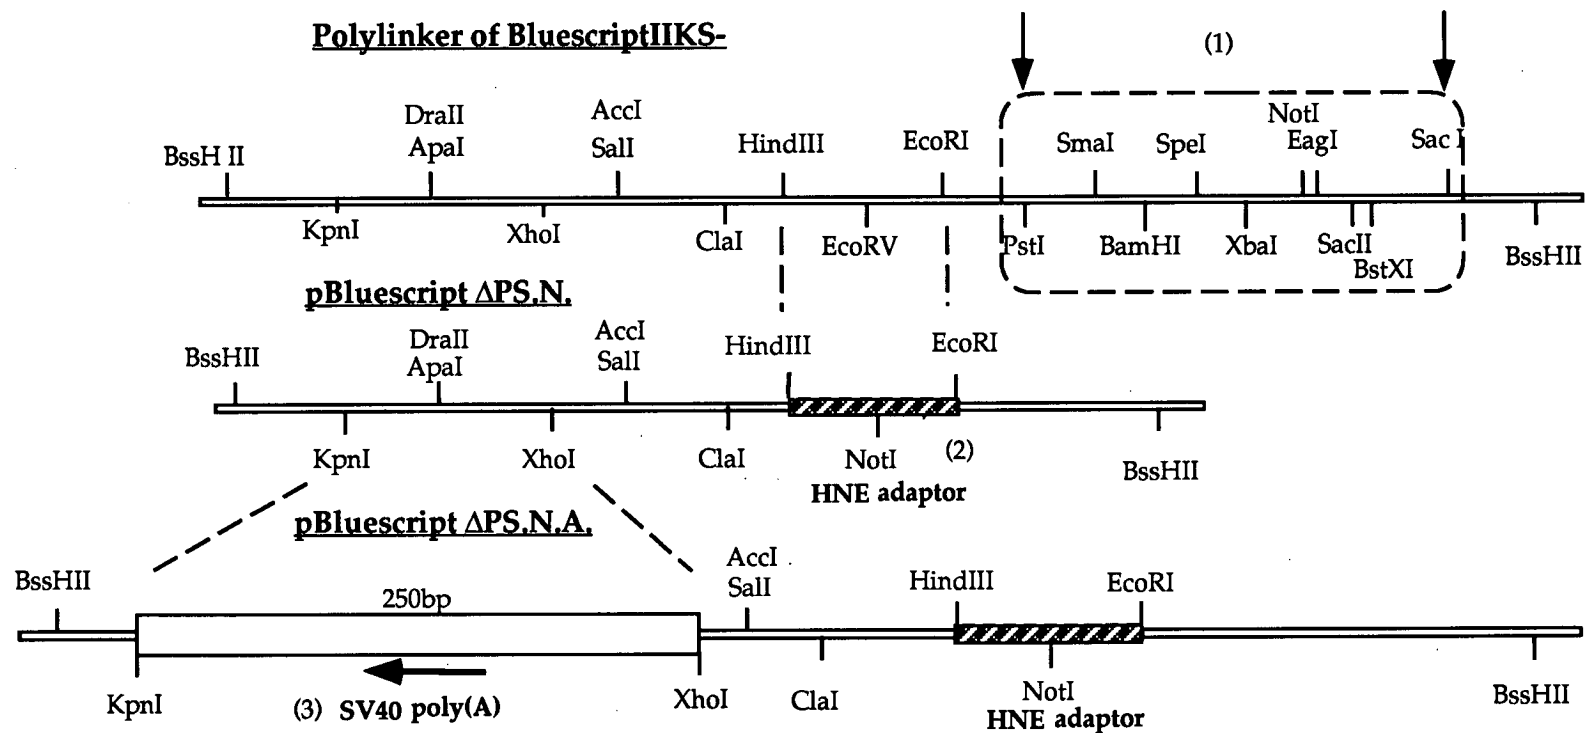 Polylinker of BluescriptIIKS-
(1)
BssH II
DraII
ApaI
AccI
SalI
HindIII
EcoRI
SmaI
SpeI
NotI
EagI
Sac I
KpnI
XhoI
ClaI
EcoRV
PstI
BamHI
XbaI
SacII
BstXI
BssHII
pBluescript ΔPS.N.
BssHII
DraII
ApaI
AccI
SalI
HindIII
EcoRI
KpnI
XhoI
ClaI
NotI
(2)
BssHII
HNE adaptor
pBluescript ΔPS.N.A.
BssHII
250bp
AccI
SalI
HindIII
EcoRI
KpnI
(3) SV40 poly(A)
XhoI
ClaI
NotI
BssHII
HNE adaptor